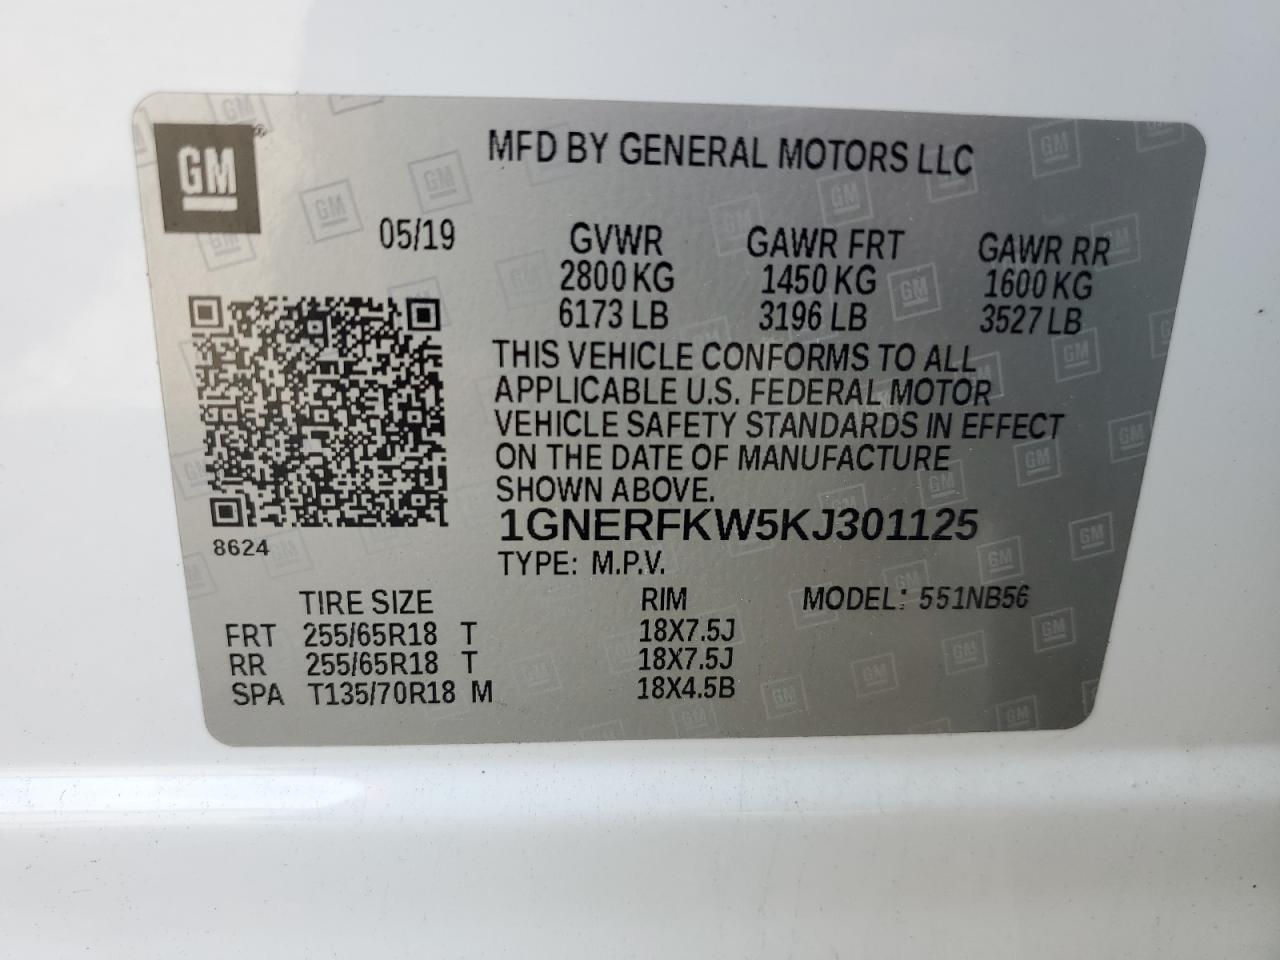 GM®
MFD BY GENERAL MOTORS LLC
05/19
GVWR GAWR FRT GAWR RR
2800 KG 1450 KG 1600 KG
6173 LB 3196 LB 3527 LB
THIS VEHICLE CONFORMS TO ALL
APPLICABLE U.S. FEDERAL MOTOR
VEHICLE SAFETY STANDARDS IN EFFECT
ON THE DATE OF MANUFACTURE
SHOWN ABOVE.
1GNERFKW5KJ301125
8624
TYPE: M.P.V.
TIRE SIZE RIM MODEL: 551NB56
FRT 255/65R18 T 18X7.5J
RR 255/65R18 T 18X7.5J
SPA T135/70R18 M 18X4.5B